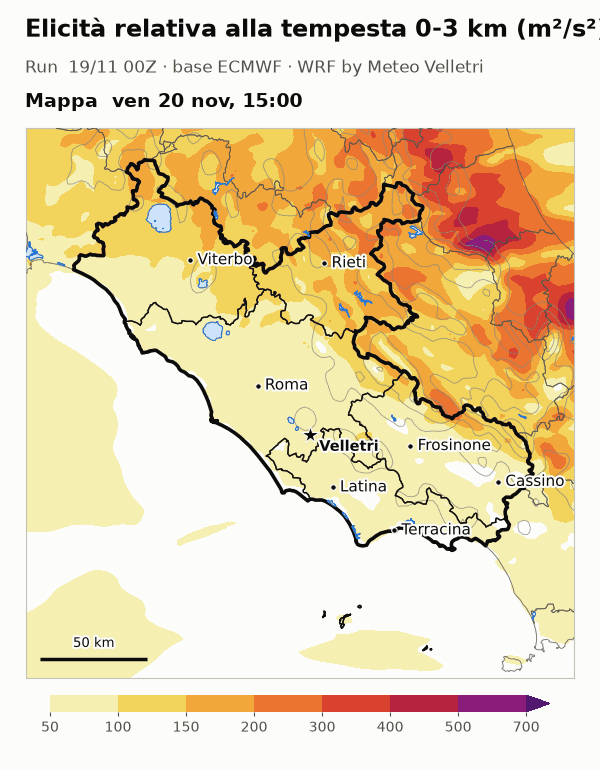 Elicità relativa alla tempesta 0-3 km (m²/s²)
Run 19/11 00Z · base ECMWF · WRF by Meteo Velletri
Mappa ven 20 nov, 15:00
Viterbo
Rieti
Roma
Velletri
Frosinone
Cassino
Latina
Terracina
50 km
50 100 150 200 300 400 500 700